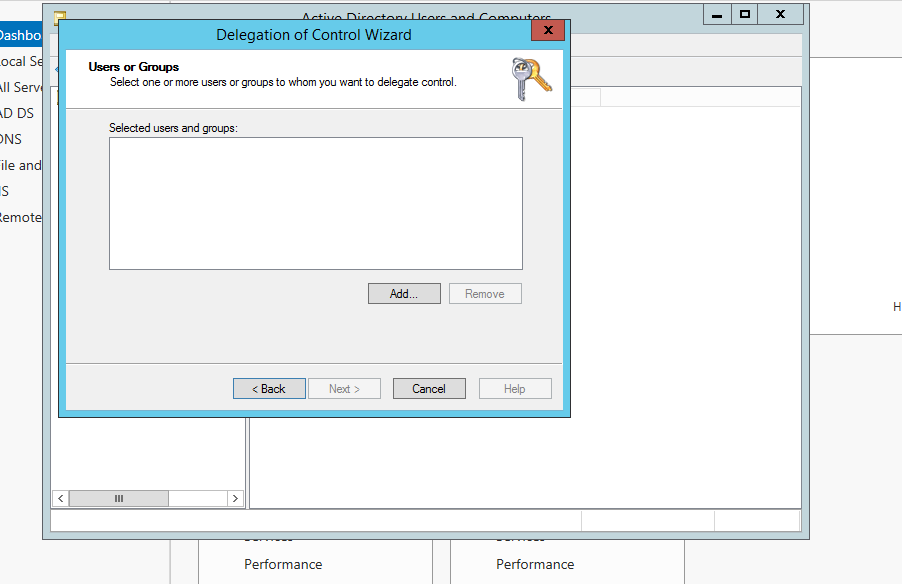 Active Directory Users and Computers
Delegation of Control Wizard
Users or Groups
Select one or more users or groups to whom you want to delegate control.
Selected users and groups:
Add...
Remove
< Back
Next >
Cancel
Help
Dashbo
ocal Se
All Serve
AD DS
DNS
ile and
IS
Remote
H
Services
Performance
Services
Performance